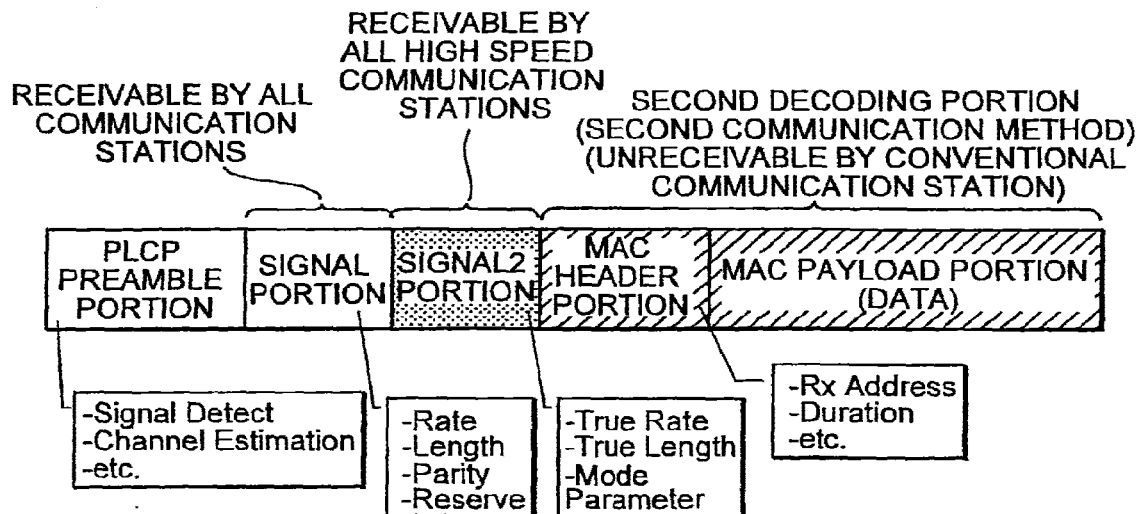 RECEIVABLE BY ALL
COMMUNICATION
STATIONS
RECEIVABLE BY
ALL HIGH SPEED
COMMUNICATION
STATIONS
SECOND DECODING PORTION
(SECOND COMMUNICATION METHOD)
(UNRECEIVABLE BY CONVENTIONAL
COMMUNICATION STATION)
PLCP
PREAMBLE
PORTION
SIGNAL
PORTION
SIGNAL2
PORTION
MAC
HEADER
PORTION
MAC PAYLOAD PORTION
(DATA)
-Signal Detect
-Channel Estimation
-etc.
-Rate
-Length
-Parity
-Reserve
-True Rate
-True Length
-Mode
Parameter
-Rx Address
-Duration
-etc.